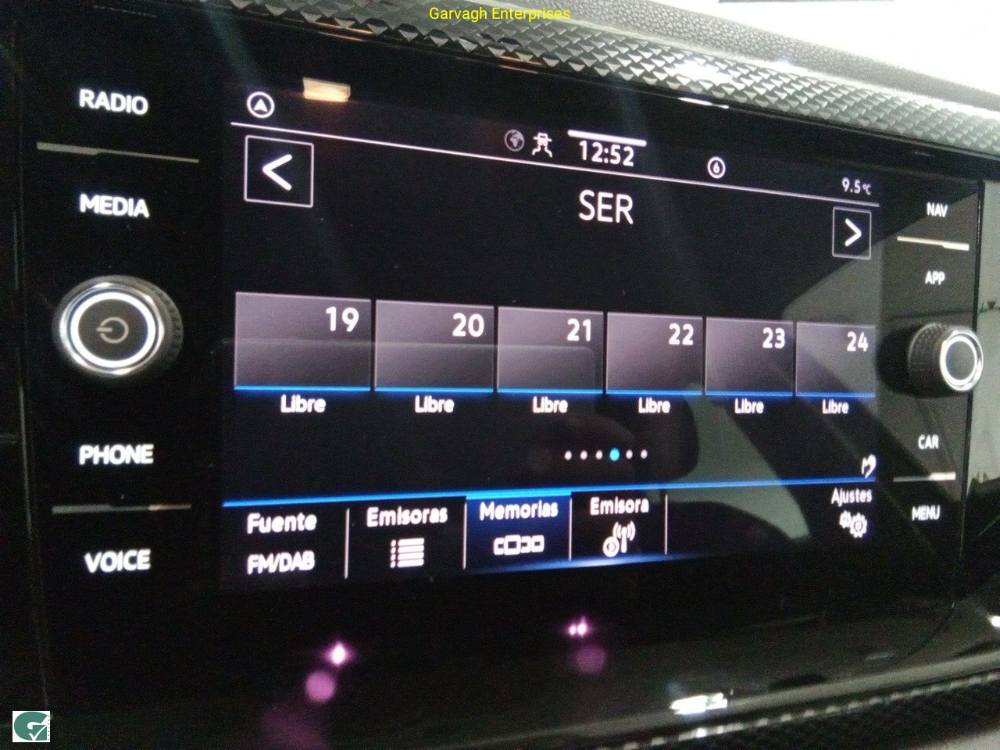 Garvagh Enterprises
RADIO
MEDIA
PHONE
VOICE
12:52
6
9.5°C
<
SER
>
19 20 21 22 23 24
Libre Libre Libre Libre Libre Libre
Fuente
FM/DAB
Emisoras
Memorias
Emisora
Ajustes
NAV
APP
CAR
MENU
G